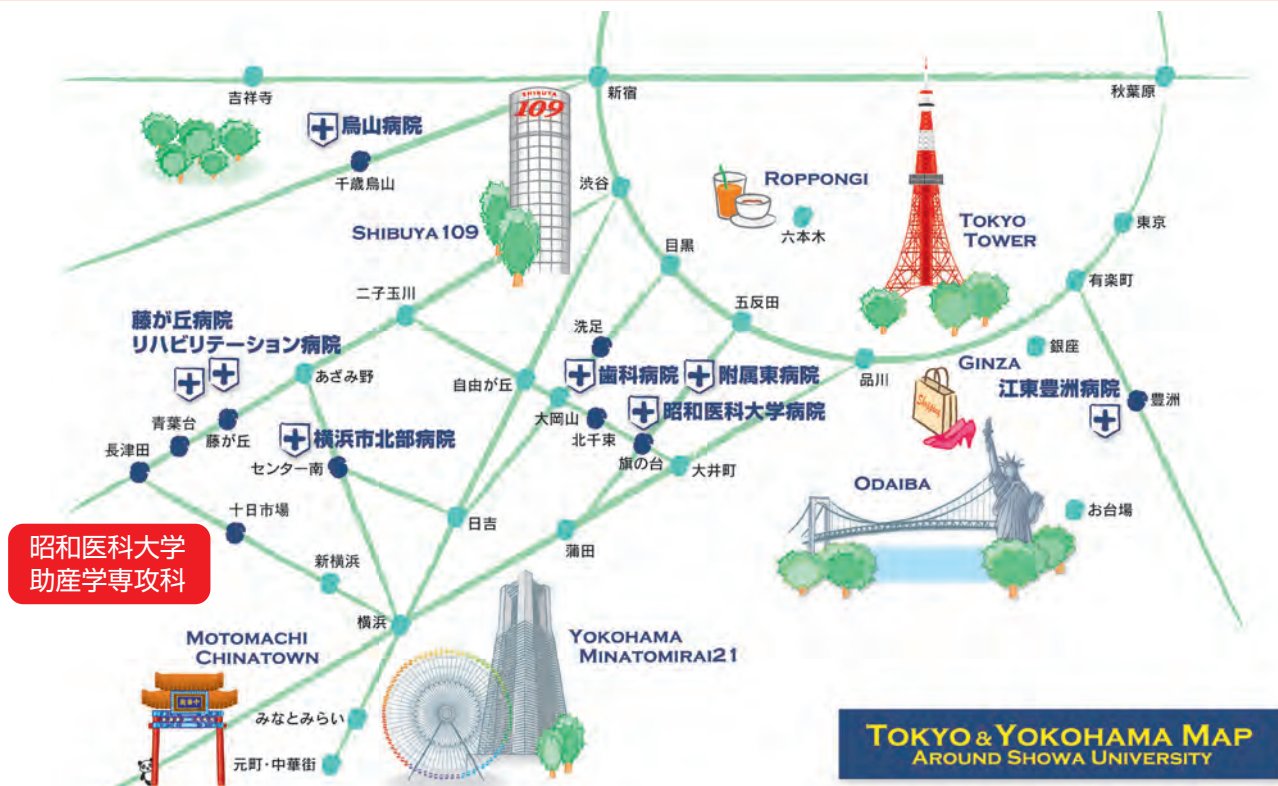 吉祥寺
新宿
秋葉原
SHIBUYA
109
烏山病院
千歳烏山
渋谷
ROPPONGI
六本木
TOKYO
TOWER
東京
SHIBUYA 109
目黒
有楽町
二子玉川
五反田
藤が丘病院
リハビリテーション病院
洗足
銀座
GINZA
品川
あざみ野
自由が丘
歯科病院
附属東病院
江東豊洲病院
豊洲
Shopping
大岡山
昭和医科大学病院
北千束
青葉台
藤が丘
横浜市北部病院
長津田
センター南
旗の台
大井町
ODAIBA
十日市場
日吉
お台場
昭和医科大学
助産学専攻科
新横浜
蒲田
横浜
MOTOMACHI
CHINATOWN
YOKOHAMA
MINATOMIRAI21
みなとみらい
元町・中華街
TOKYO & YOKOHAMA MAP
AROUND SHOWA UNIVERSITY